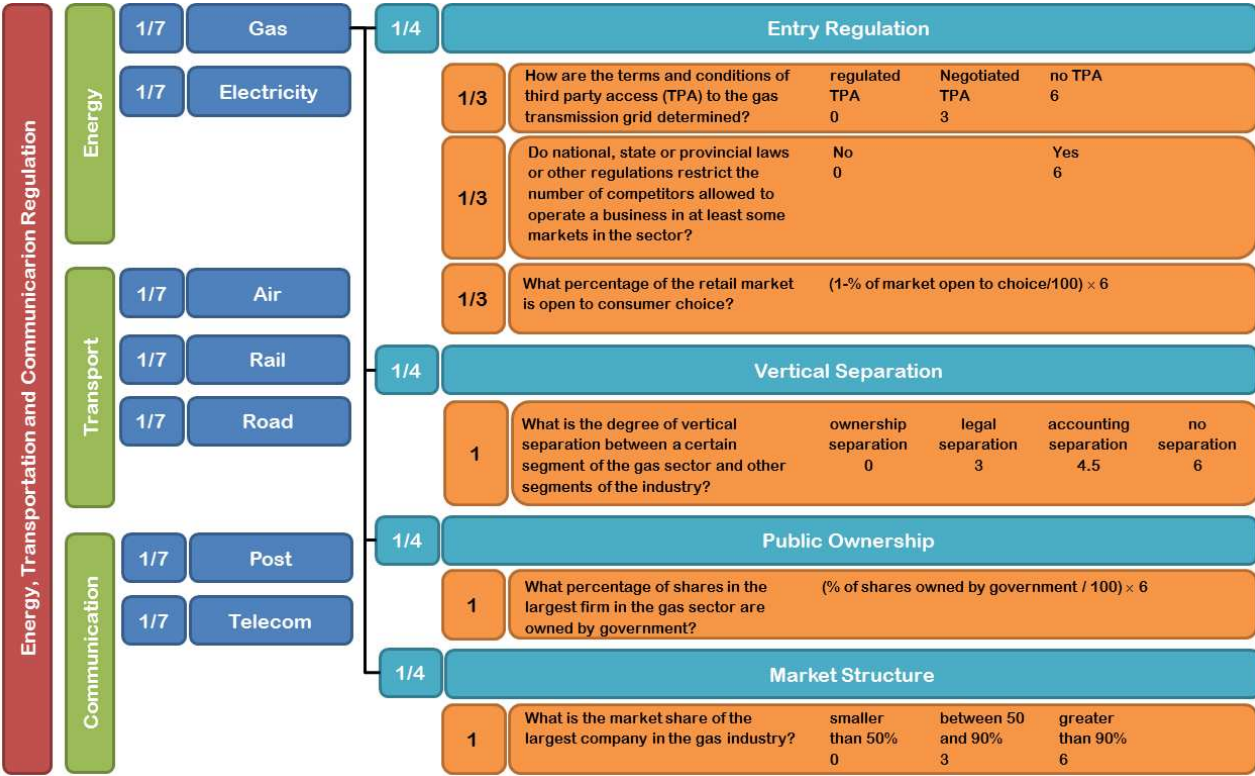 Energy, Transportation and Communicarion Regulation
Energy
1/7 Gas
1/7 Electricity
Transport
1/7 Air
1/7 Rail
1/7 Road
Communication
1/7 Post
1/7 Telecom
1/4 Entry Regulation
1/3
How are the terms and conditions of
third party access (TPA) to the gas
transmission grid determined?
regulated
TPA
0
Negotiated
TPA
3
no TPA
6
1/3
Do national, state or provincial laws
or other regulations restrict the
number of competitors allowed to
operate a business in at least some
markets in the sector?
No
0
Yes
6
1/3
What percentage of the retail market
is open to consumer choice?
(1-% of market open to choice/100) × 6
1/4 Vertical Separation
1
What is the degree of vertical
separation between a certain
segment of the gas sector and other
segments of the industry?
ownership
separation
0
legal
separation
3
accounting
separation
4.5
no
separation
6
1/4 Public Ownership
1
What percentage of shares in the
largest firm in the gas sector are
owned by government?
(% of shares owned by government / 100) × 6
1/4 Market Structure
1
What is the market share of the
largest company in the gas industry?
smaller
than 50%
0
between 50
and 90%
3
greater
than 90%
6